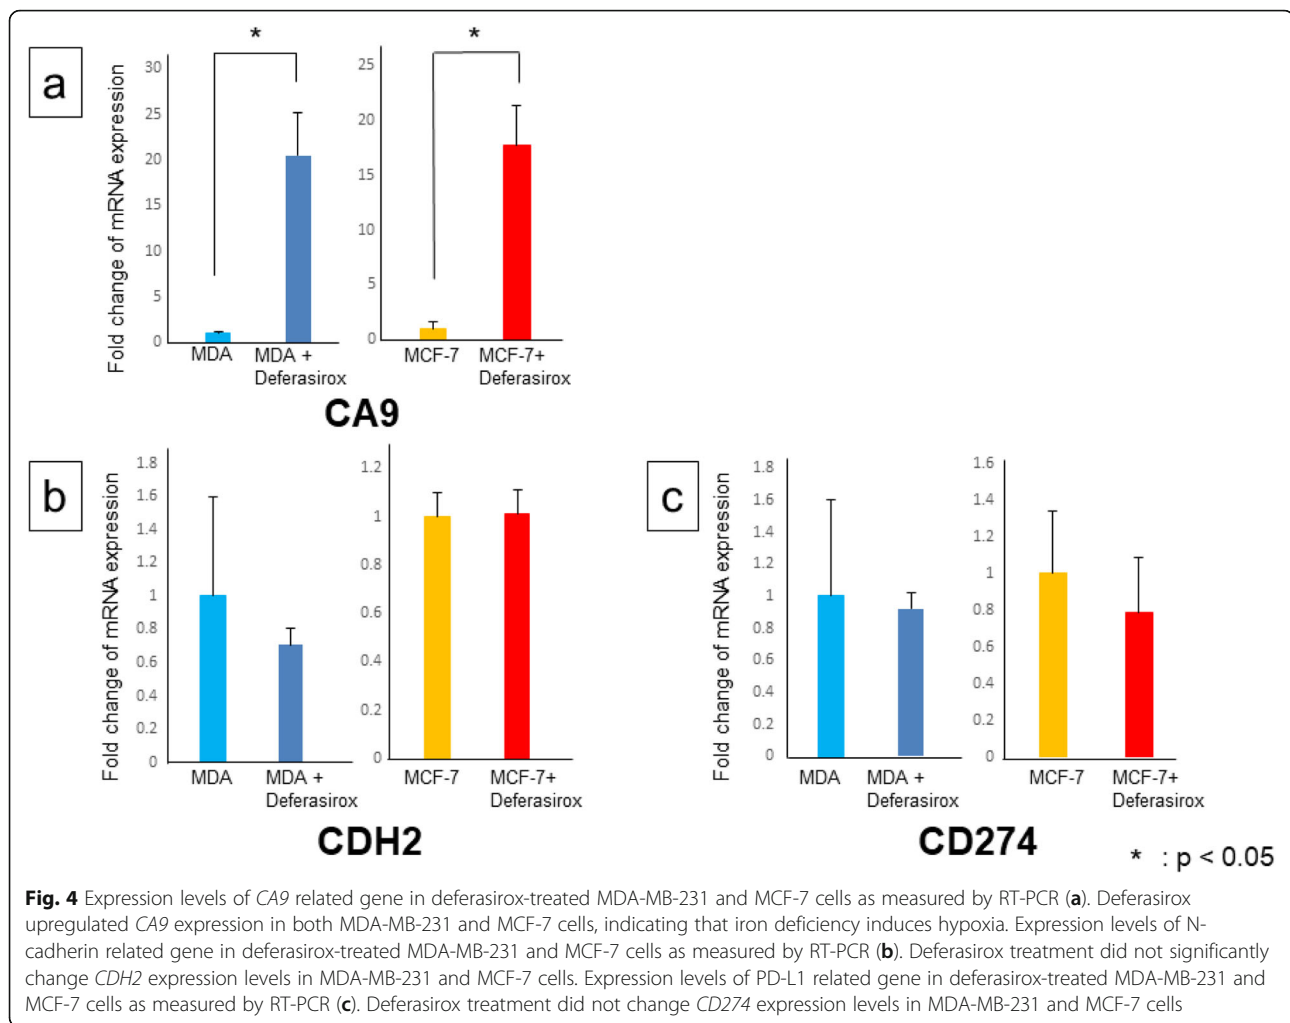 a
Fold change of mRNA expression
30
25
20
15
10
5
0
*
MDA
MDA +
Deferasirox
25
20
15
10
5
0
*
MCF-7
MCF-7+
Deferasirox
CA9
b
Fold change of mRNA expression
1.8
1.6
1.4
1.2
1
0.8
0.6
0.4
0.2
0
MDA
MDA +
Deferasirox
1.2
1
0.8
0.6
0.4
0.2
0
MCF-7
MCF-7+
Deferasirox
CDH2
c
Fold change of mRNA expression
1.8
1.6
1.4
1.2
1
0.8
0.6
0.4
0.2
0
MDA
MDA +
Deferasirox
1.6
1.4
1.2
1
0.8
0.6
0.4
0.2
0
MCF-7
MCF-7+
Deferasirox
CD274
* : p < 0.05
Fig. 4 Expression levels of CA9 related gene in deferasirox-treated MDA-MB-231 and MCF-7 cells as measured by RT-PCR (a). Deferasirox
upregulated CA9 expression in both MDA-MB-231 and MCF-7 cells, indicating that iron deficiency induces hypoxia. Expression levels of N-
cadherin related gene in deferasirox-treated MDA-MB-231 and MCF-7 cells as measured by RT-PCR (b). Deferasirox treatment did not significantly
change CDH2 expression levels in MDA-MB-231 and MCF-7 cells. Expression levels of PD-L1 related gene in deferasirox-treated MDA-MB-231 and
MCF-7 cells as measured by RT-PCR (c). Deferasirox treatment did not change CD274 expression levels in MDA-MB-231 and MCF-7 cells